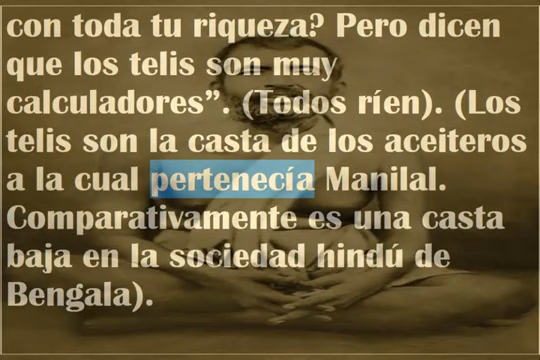 con toda tu riqueza? Pero dicen
que los telis son muy
calculadores”. (Todos ríen). (Los
telis son la casta de los aceiteros
a la cual pertenecía Manilal.
Comparativamente es una casta
baja en la sociedad hindú de
Bengala).